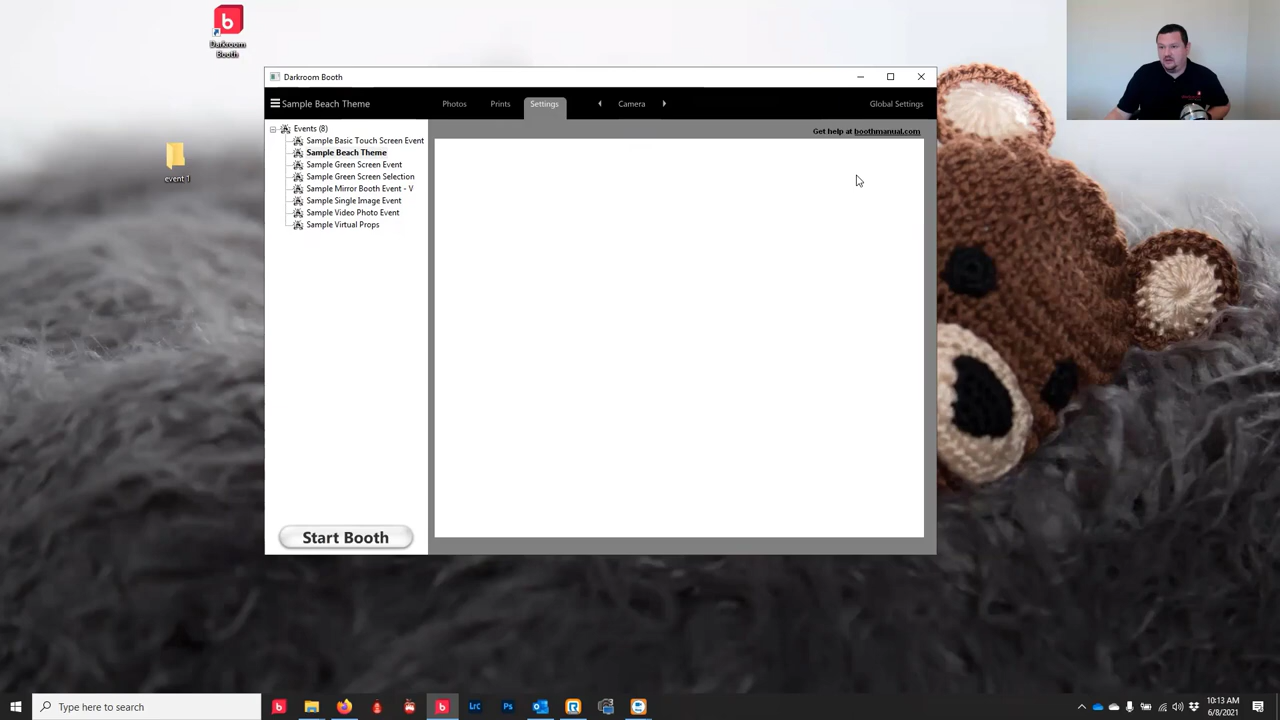 b
Darkroom
Booth
event 1
Darkroom Booth
Sample Beach Theme
Photos
Prints
Settings
Camera
Global Settings
Get help at boothmanual.com
Events (8)
Sample Basic Touch Screen Event
Sample Beach Theme
Sample Green Screen Event
Sample Green Screen Selection
Sample Mirror Booth Event - V
Sample Single Image Event
Sample Video Photo Event
Sample Virtual Props
Start Booth
Type here to search
b
b
Lrc
Ps
10:13 AM
6/8/2021